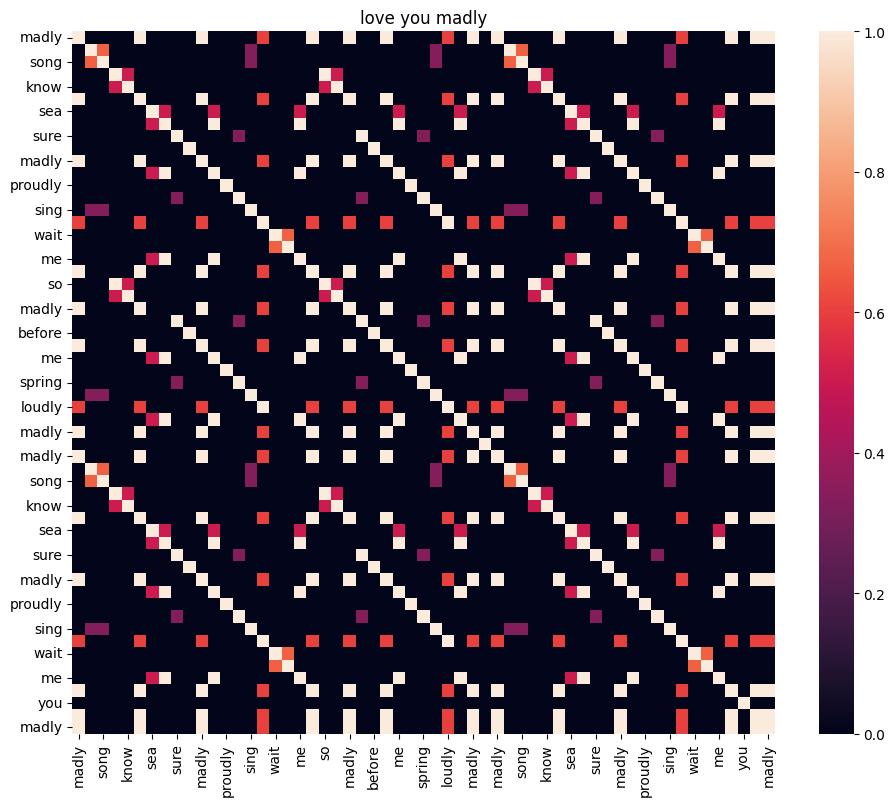 love you madly
madly
song
know
sea
sure
madly
proudly
sing
wait
me
so
madly
before
me
spring
loudly
madly
madly
song
know
sea
sure
madly
proudly
sing
wait
me
you
madly
madly song know sea sure madly proudly sing wait me so madly before me spring loudly madly madly song know sea sure madly proudly sing wait me you madly
1.0
0.8
0.6
0.4
0.2
0.0